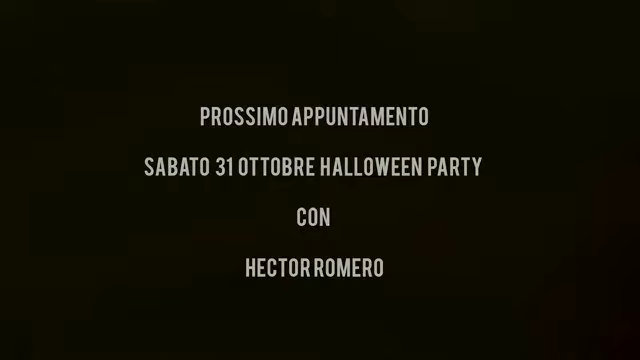 PROSSIMO APPUNTAMENTO
SABATO 31 OTTOBRE HALLOWEEN PARTY
CON
HECTOR ROMERO